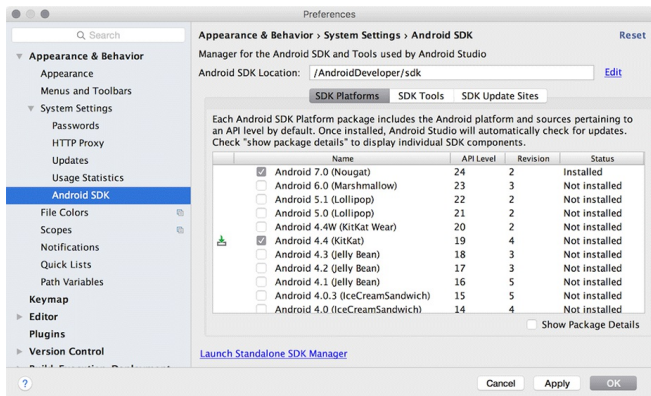 Preferences
Search
Appearance & Behavior
Appearance
Menus and Toolbars
System Settings
Passwords
HTTP Proxy
Updates
Usage Statistics
Android SDK
File Colors
Scopes
Notifications
Quick Lists
Path Variables
Keymap
Editor
Plugins
Version Control
Appearance & Behavior › System Settings › Android SDK Reset
Manager for the Android SDK and Tools used by Android Studio
Android SDK Location: /AndroidDeveloper/sdk Edit
SDK Platforms SDK Tools SDK Update Sites
Each Android SDK Platform package includes the Android platform and sources pertaining to
an API level by default. Once installed, Android Studio will automatically check for updates.
Check "show package details" to display individual SDK components.
Name API Level Revision Status
Android 7.0 (Nougat) 24 2 Installed
Android 6.0 (Marshmallow) 23 3 Not installed
Android 5.1 (Lollipop) 22 2 Not installed
Android 5.0 (Lollipop) 21 2 Not installed
Android 4.4W (KitKat Wear) 20 2 Not installed
Android 4.4 (KitKat) 19 4 Not installed
Android 4.3 (Jelly Bean) 18 3 Not installed
Android 4.2 (Jelly Bean) 17 3 Not installed
Android 4.1 (Jelly Bean) 16 5 Not installed
Android 4.0.3 (IceCreamSandwich) 15 5 Not installed
Android 4.0 (IceCreamSandwich) 14 4 Not installed
Show Package Details
Launch Standalone SDK Manager
? Cancel Apply OK